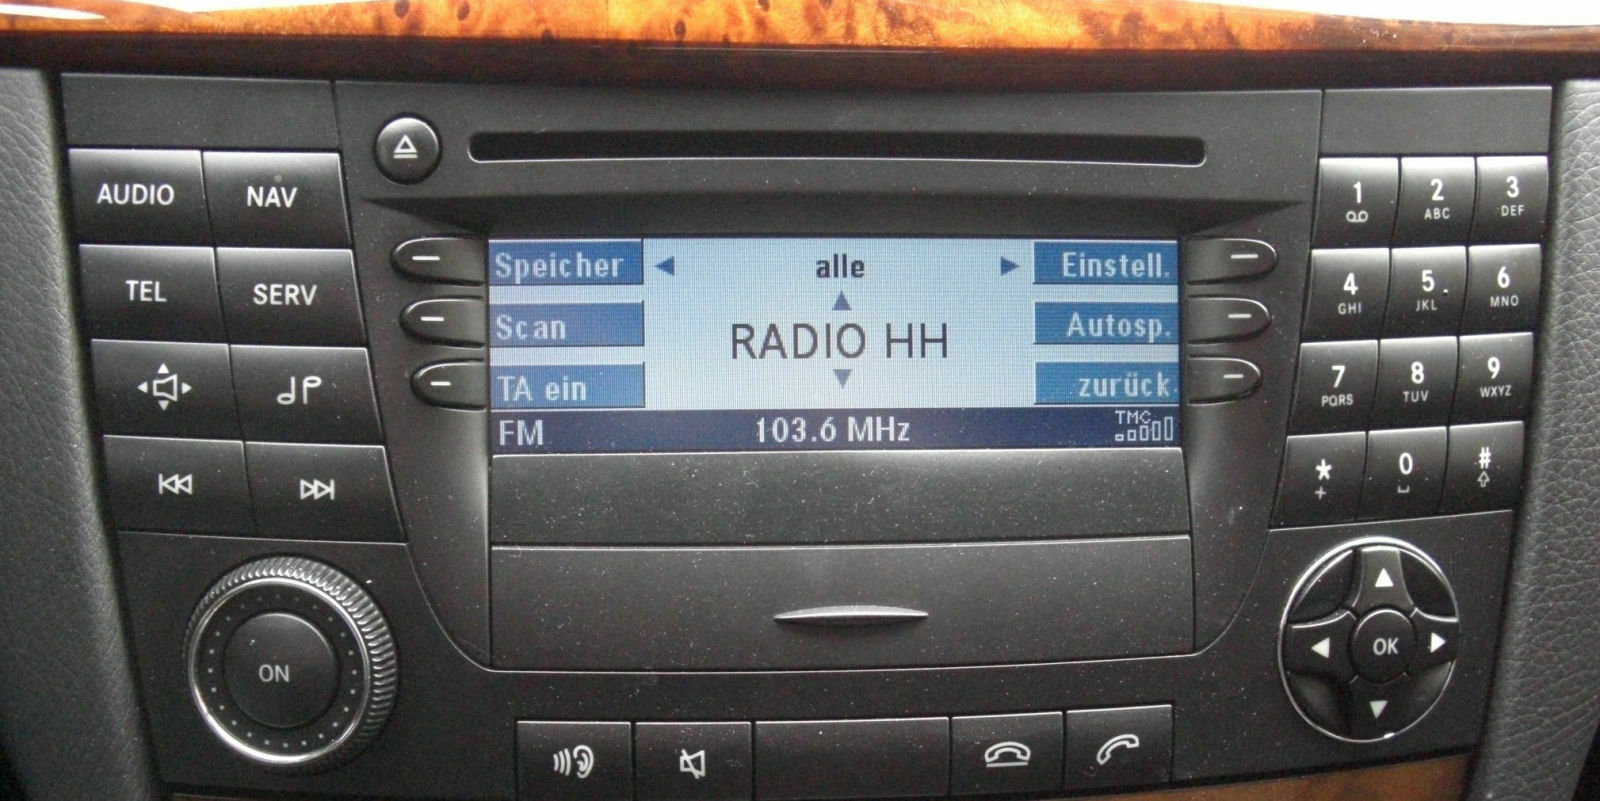 AUDIO NAV
TEL SERV
ON
Speicher alle Einstell.
Scan RADIO HH Autosp.
TA ein zurück
FM 103.6 MHz TMC
1 2 ABC 3 DEF
4 GHI 5 JKL 6 MNO
7 PQRS 8 TUV 9 WXYZ
* + 0 #
OK